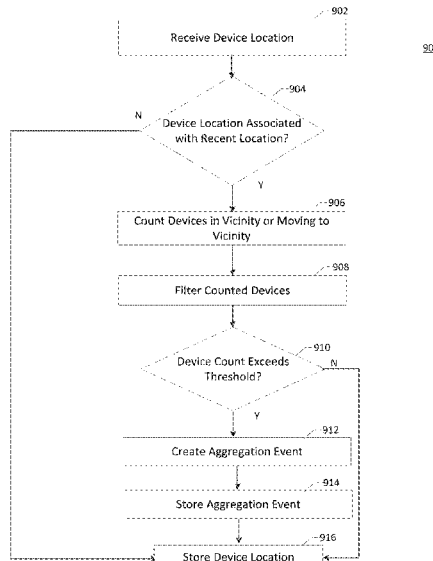 902
Receive Device Location
90
904
N
Device Location Associated
with Recent Location?
Y
906
Count Devices in Vicinity or Moving to
Vicinity
908
Filter Counted Devices
910
Device Count Exceeds
Threshold?
N
Y
912
Create Aggregation Event
914
Store Aggregation Event
916
Store Device Location